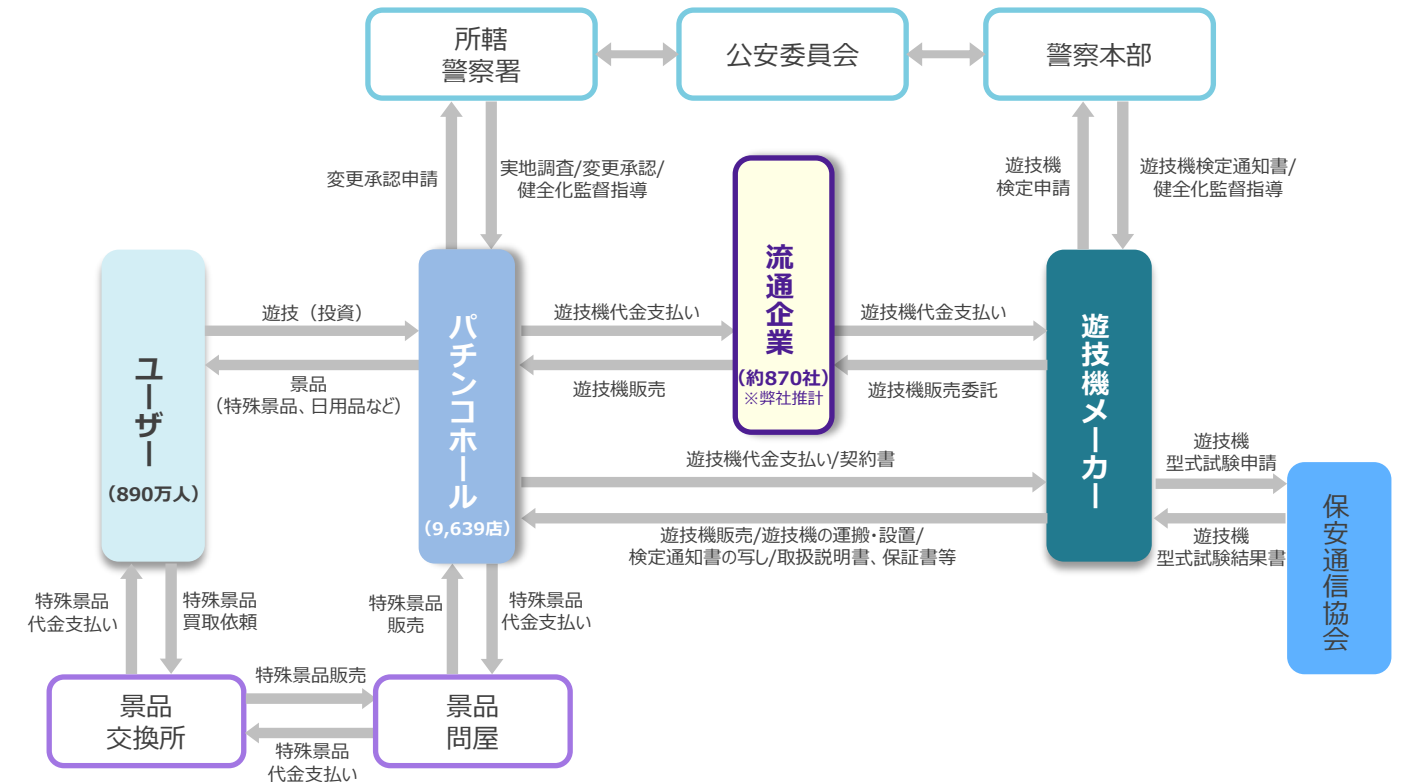 所轄
警察署
公安委員会
警察本部
変更承認申請
実地調査/変更承認/
健全化監督指導
遊技機
検定申請
遊技機検定通知書/
健全化監督指導
ユーザー
(890万人)
遊技(投資)
景品
(特殊景品、日用品など)
パチンコホール
(9,639店)
遊技機代金支払い
遊技機販売
流通企業
(約870社)
※弊社推計
遊技機代金支払い
遊技機販売委託
遊技機メーカー
遊技機代金支払い/契約書
遊技機販売/遊技機の運搬・設置/
検定通知書の写し/取扱説明書、保証書等
遊技機
型式試験申請
遊技機
型式試験結果書
保安通信協会
特殊景品
代金支払い
特殊景品
買取依頼
特殊景品
販売
特殊景品
代金支払い
景品
交換所
特殊景品販売
特殊景品
代金支払い
景品
問屋